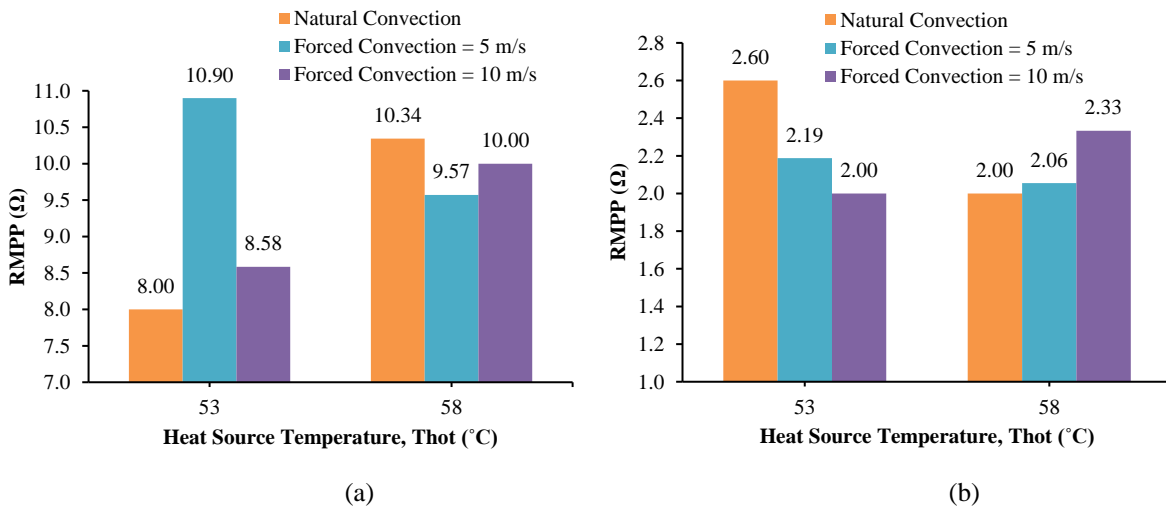 Natural Convection
Forced Convection = 5 m/s
Forced Convection = 10 m/s
RMPP (Ω)
11.0
10.5
10.0
9.5
9.0
8.5
8.0
7.5
7.0
8.00
10.90
8.58
10.34
9.57
10.00
53
58
Heat Source Temperature, Thot (˚C)
(a)
Natural Convection
Forced Convection = 5 m/s
Forced Convection = 10 m/s
RMPP (Ω)
2.8
2.6
2.4
2.2
2.0
1.8
1.6
1.4
1.2
1.0
2.60
2.19
2.00
2.00
2.06
2.33
53
58
Heat Source Temperature, Thot (˚C)
(b)